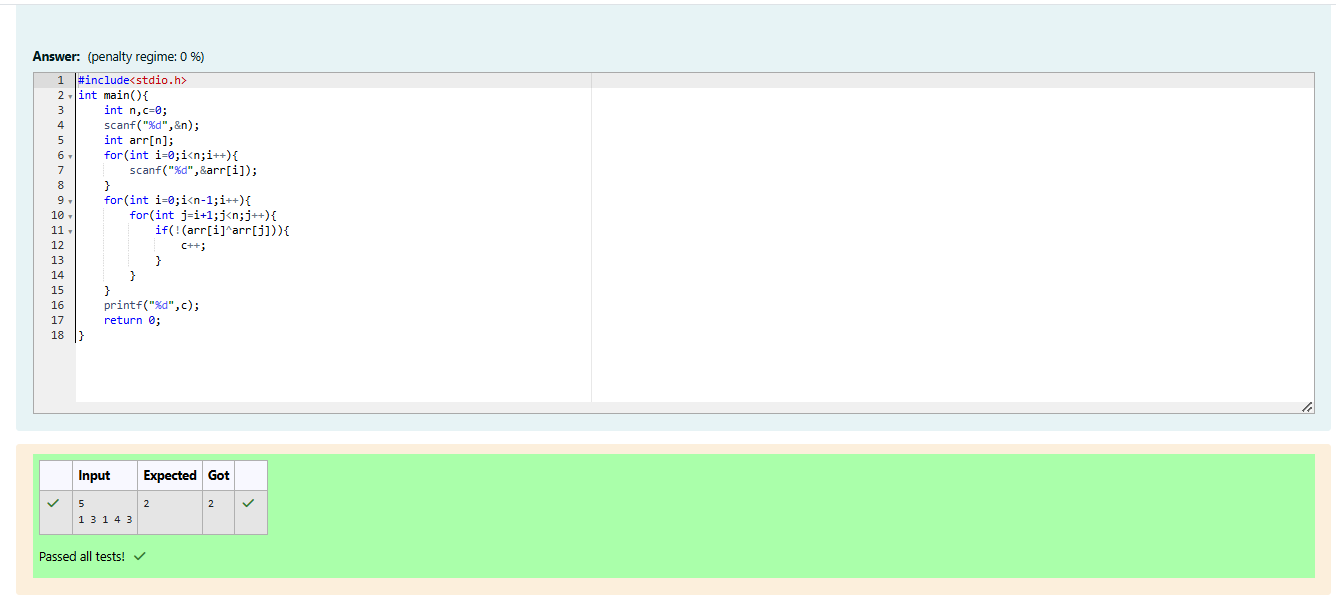 Answer: (penalty regime: 0 %)
1 #include<stdio.h>
2 int main(){
3     int n,c=0;
4     scanf("%d",&n);
5     int arr[n];
6     for(int i=0;i<n;i++){
7         scanf("%d",&arr[i]);
8     }
9     for(int i=0;i<n-1;i++){
10         for(int j=i+1;j<n;j++){
11             if(!(arr[i]^arr[j])){
12                 c++;
13             }
14         }
15     }
16     printf("%d",c);
17     return 0;
18 }
Input Expected Got
5 2 2
1 3 1 4 3
Passed all tests!